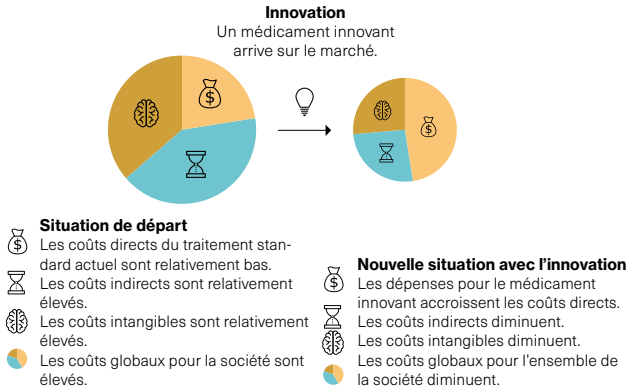 Innovation
Un médicament innovant
arrive sur le marché.
$
$
Situation de départ
$
Les coûts directs du traitement stan-
dard actuel sont relativement bas.
Les coûts indirects sont relativement
élevés.
Les coûts intangibles sont relativement
élevés.
Les coûts globaux pour la société sont
élevés.
Nouvelle situation avec l'innovation
$
Les dépenses pour le médicament
innovant accroissent les coûts directs.
Les coûts indirects diminuent.
Les coûts intangibles diminuent.
Les coûts globaux pour l'ensemble de
la société diminuent.